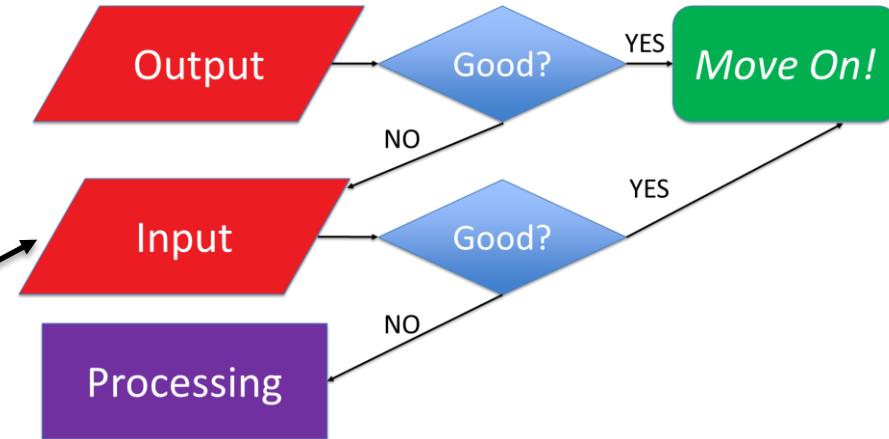 Output
Good?
YES
Move On!
NO
Input
Good?
YES
NO
Processing